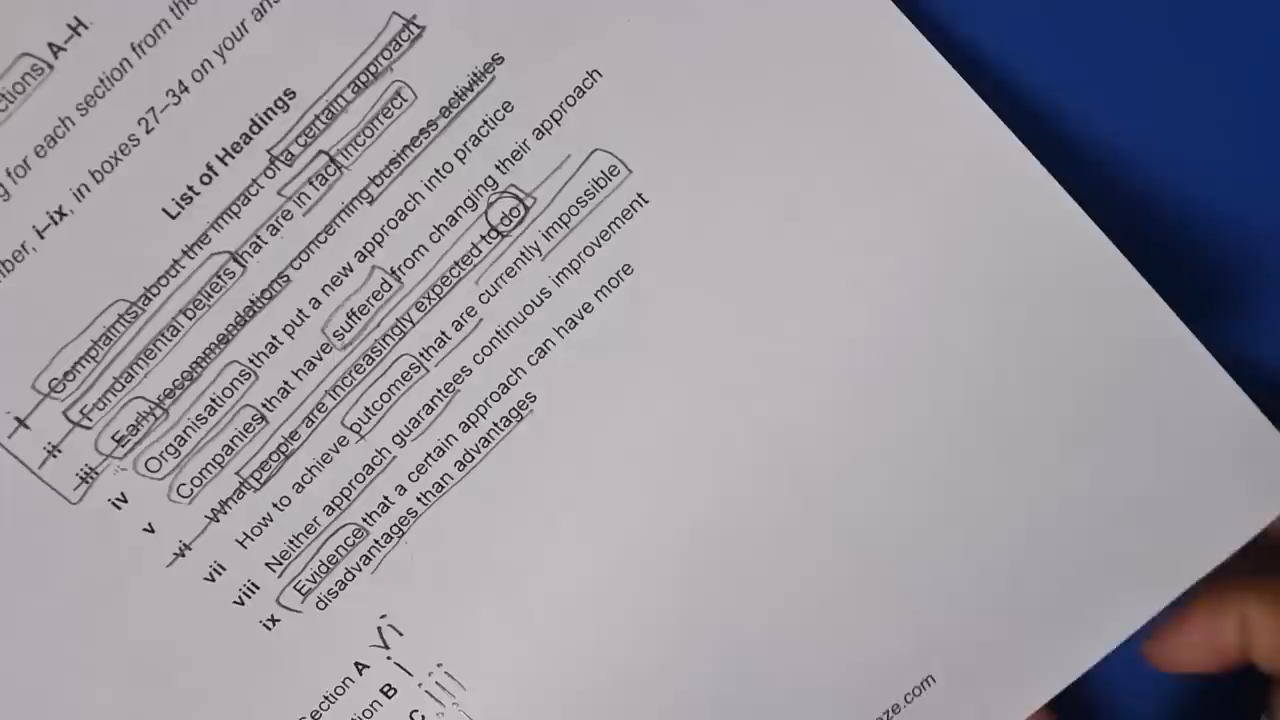 ctions A–H.
g for each section from the
ber, i–ix, in boxes 27–34 on your an
List of Headings
i Complaints about the impact of a certain approach
ii Fundamental beliefs that are in fact incorrect
iii Early recommendations concerning business activities
iv Organisations that put a new approach into practice
v Companies that have suffered from changing their approach
vi What people are increasingly expected to do
vii How to achieve outcomes that are currently impossible
viii Neither approach guarantees continuous improvement
ix Evidence that a certain approach can have more
disadvantages than advantages
Section A vi
tion B i
C iii
aze.com